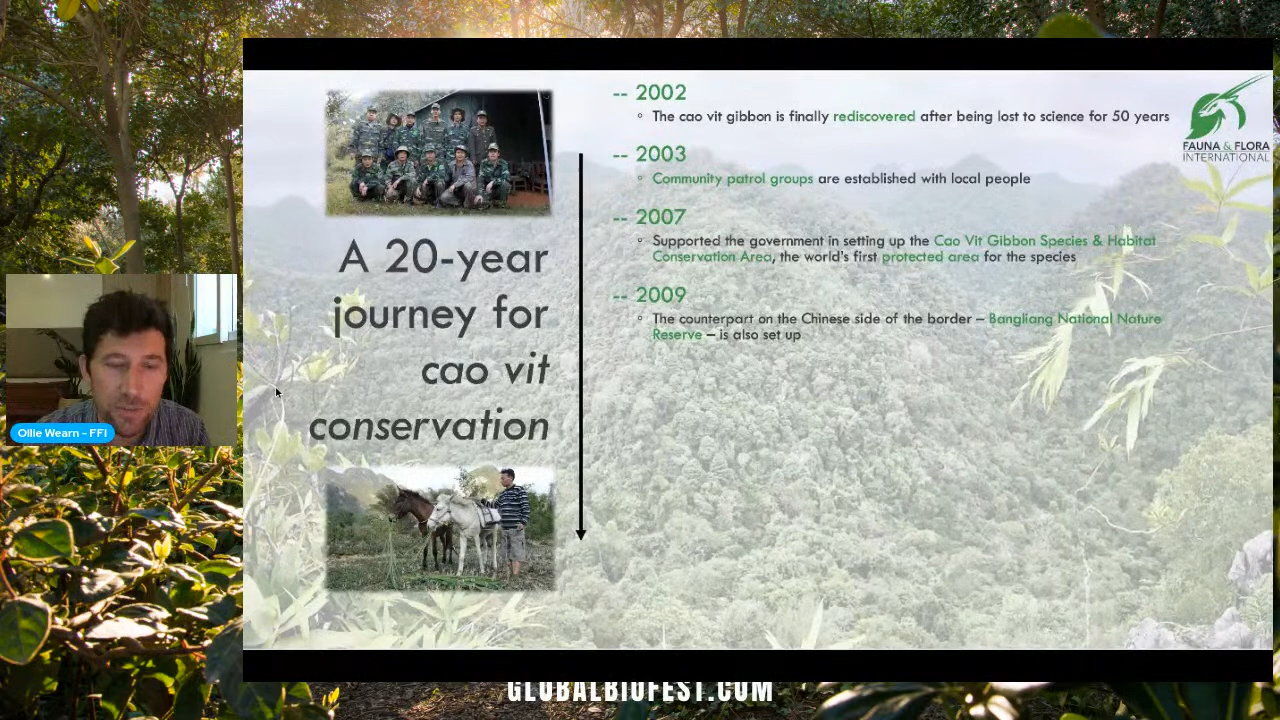 A 20-year
journey for
cao vit
conservation
-- 2002
◦ The cao vit gibbon is finally rediscovered after being lost to science for 50 years
-- 2003
◦ Community patrol groups are established with local people
-- 2007
◦ Supported the government in setting up the Cao Vit Gibbon Species & Habitat
Conservation Area, the world's first protected area for the species
-- 2009
◦ The counterpart on the Chinese side of the border – Bangliang National Nature
Reserve – is also set up
FAUNA & FLORA
INTERNATIONAL
Ollie Wearn - FFI
GLOBALBIOFEST.COM